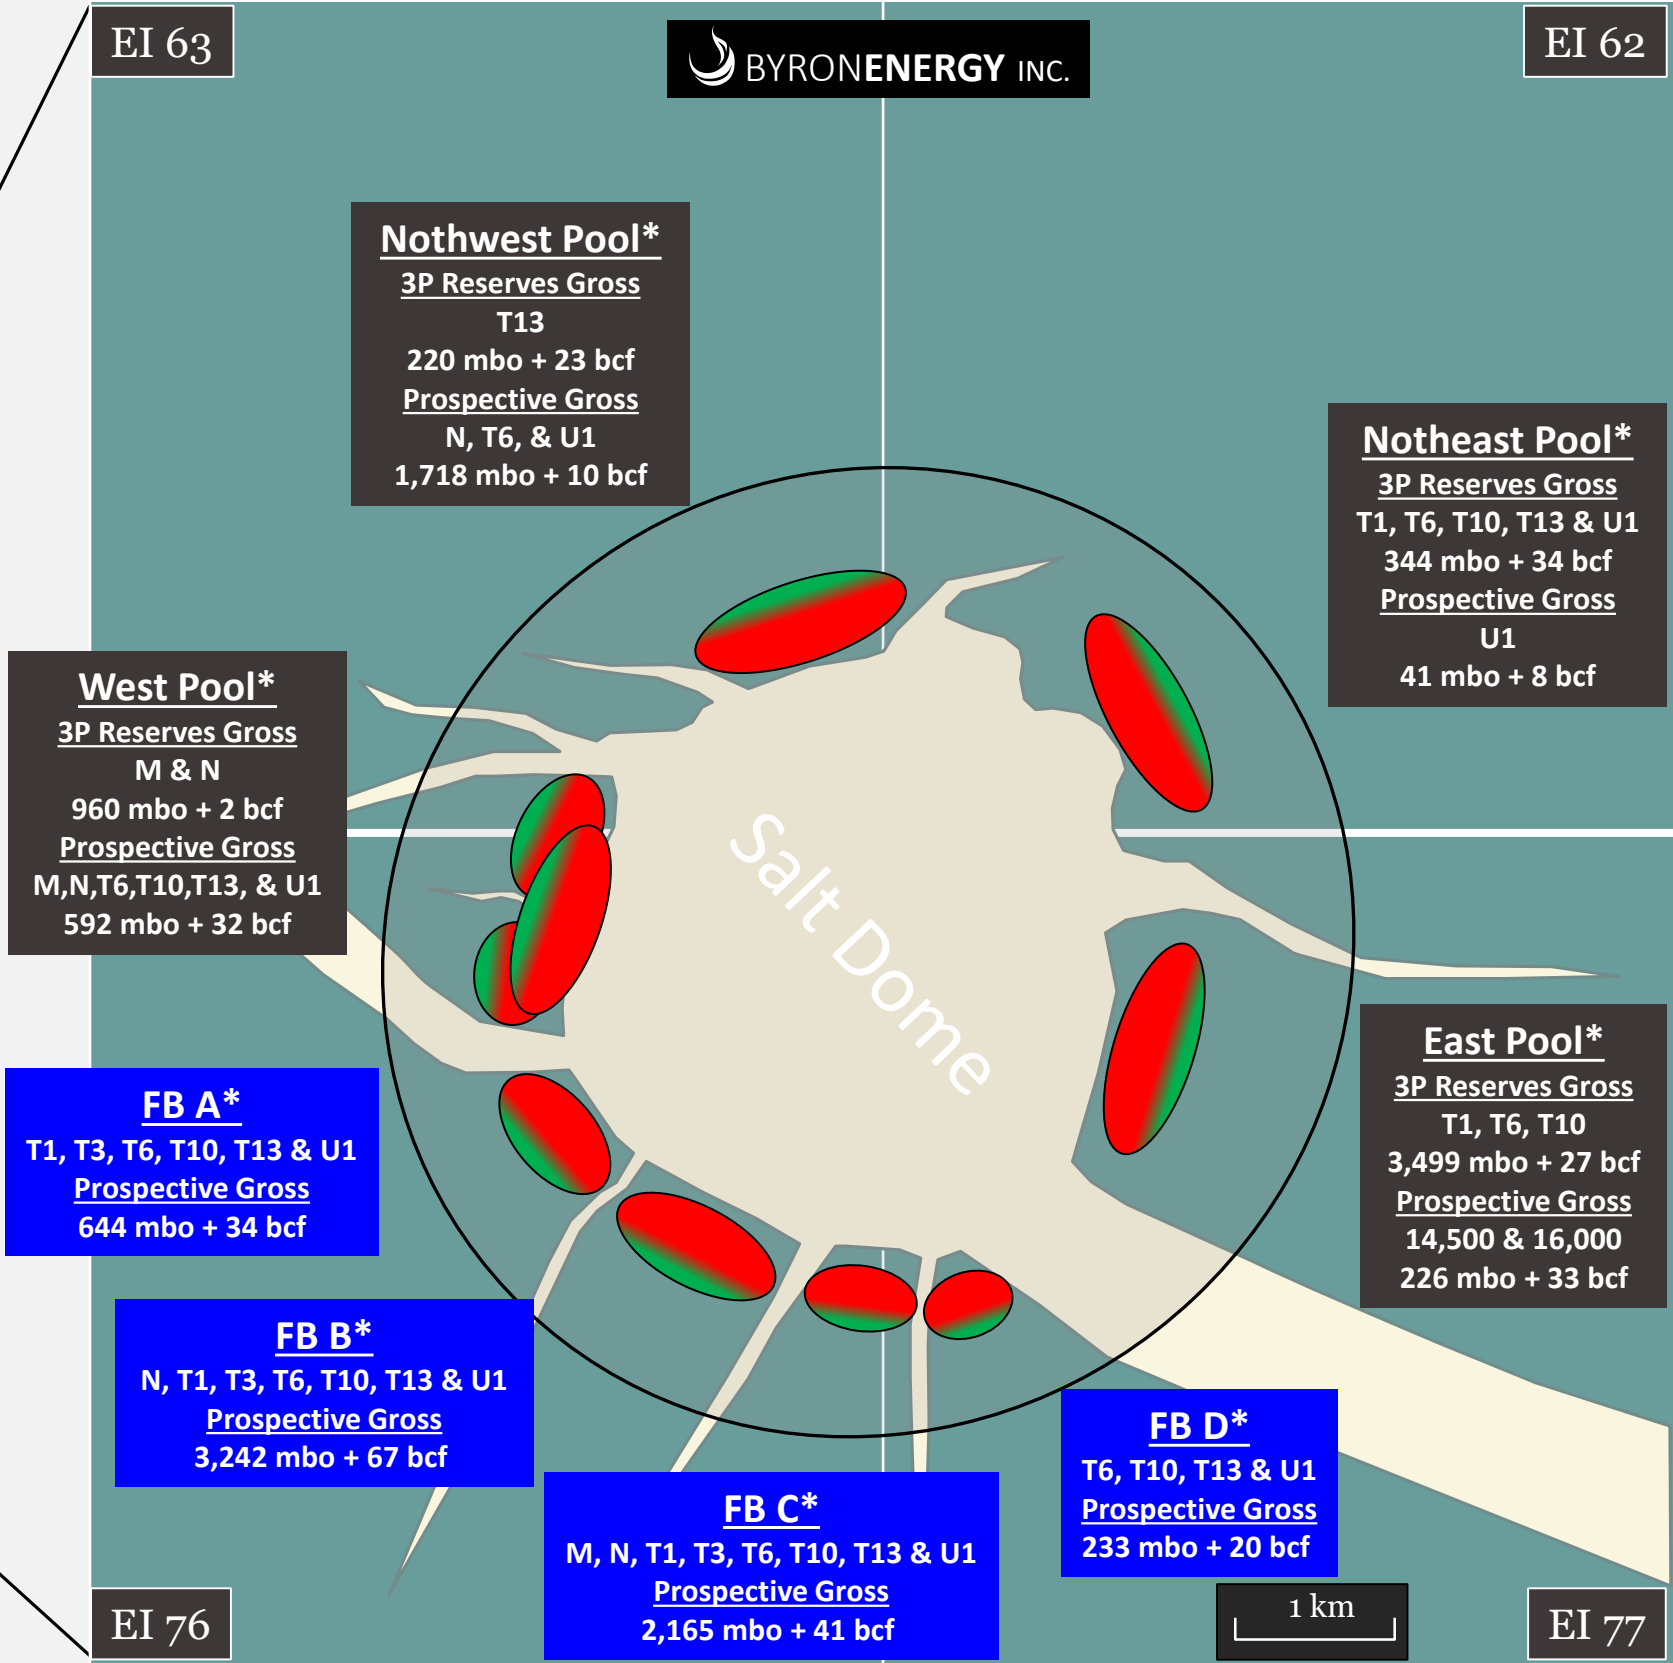 EI 63
BYRONENERGY INC.
EI 62
Nothwest Pool*
3P Reserves Gross
T13
220 mbo + 23 bcf
Prospective Gross
N, T6, & U1
1,718 mbo + 10 bcf
Notheast Pool*
3P Reserves Gross
T1, T6, T10, T13 & U1
344 mbo + 34 bcf
Prospective Gross
U1
41 mbo + 8 bcf
West Pool*
3P Reserves Gross
M & N
960 mbo + 2 bcf
Prospective Gross
M,N,T6,T10,T13, & U1
592 mbo + 32 bcf
Salt Dome
East Pool*
3P Reserves Gross
T1, T6, T10
3,499 mbo + 27 bcf
Prospective Gross
14,500 & 16,000
226 mbo + 33 bcf
FB A*
T1, T3, T6, T10, T13 & U1
Prospective Gross
644 mbo + 34 bcf
FB B*
N, T1, T3, T6, T10, T13 & U1
Prospective Gross
3,242 mbo + 67 bcf
FB C*
M, N, T1, T3, T6, T10, T13 & U1
Prospective Gross
2,165 mbo + 41 bcf
FB D*
T6, T10, T13 & U1
Prospective Gross
233 mbo + 20 bcf
EI 76
1 km
EI 77